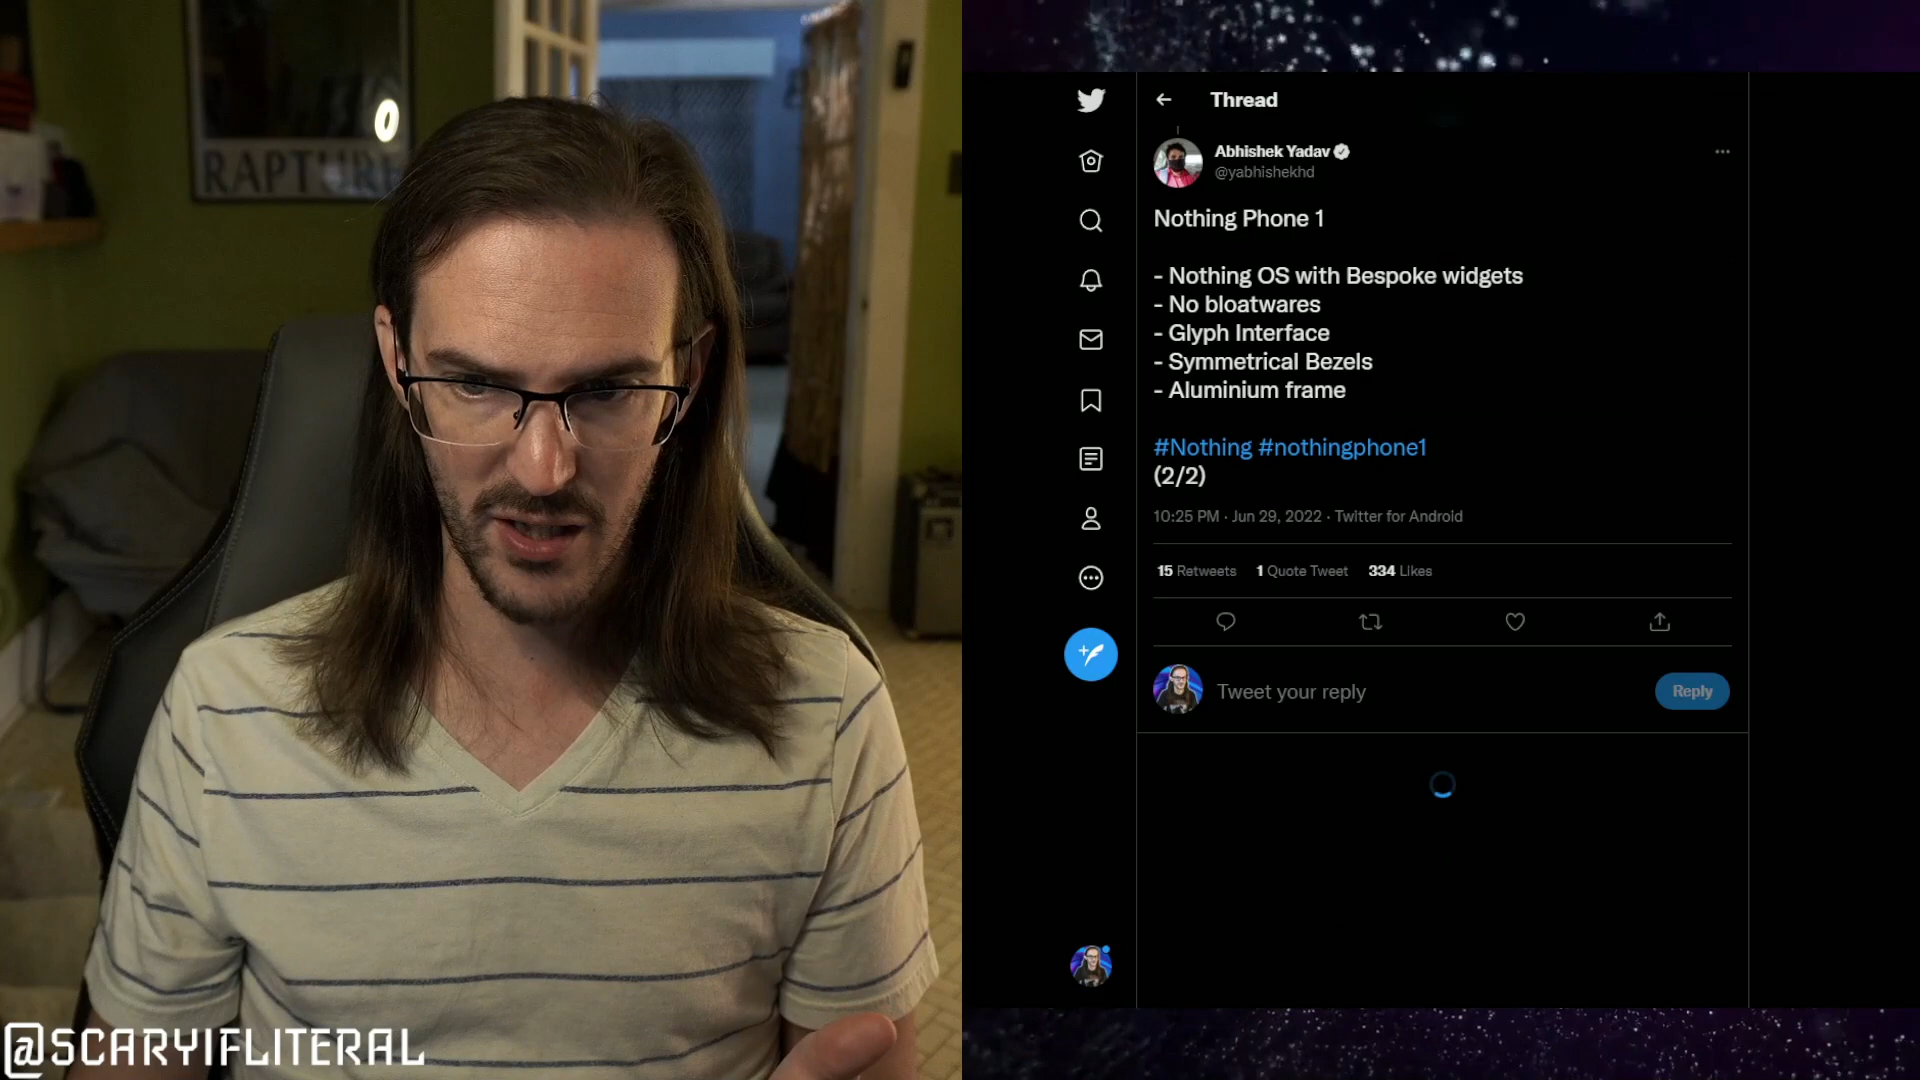 RAPTURE
@SCARYIFLITERAL
Thread
Abhishek Yadav
@yabhishekhd
Nothing Phone 1
- Nothing OS with Bespoke widgets
- No bloatwares
- Glyph Interface
- Symmetrical Bezels
- Aluminium frame
#Nothing #nothingphone1
(2/2)
10:25 PM · Jun 29, 2022 · Twitter for Android
15 Retweets 1 Quote Tweet 334 Likes
Tweet your reply
Reply